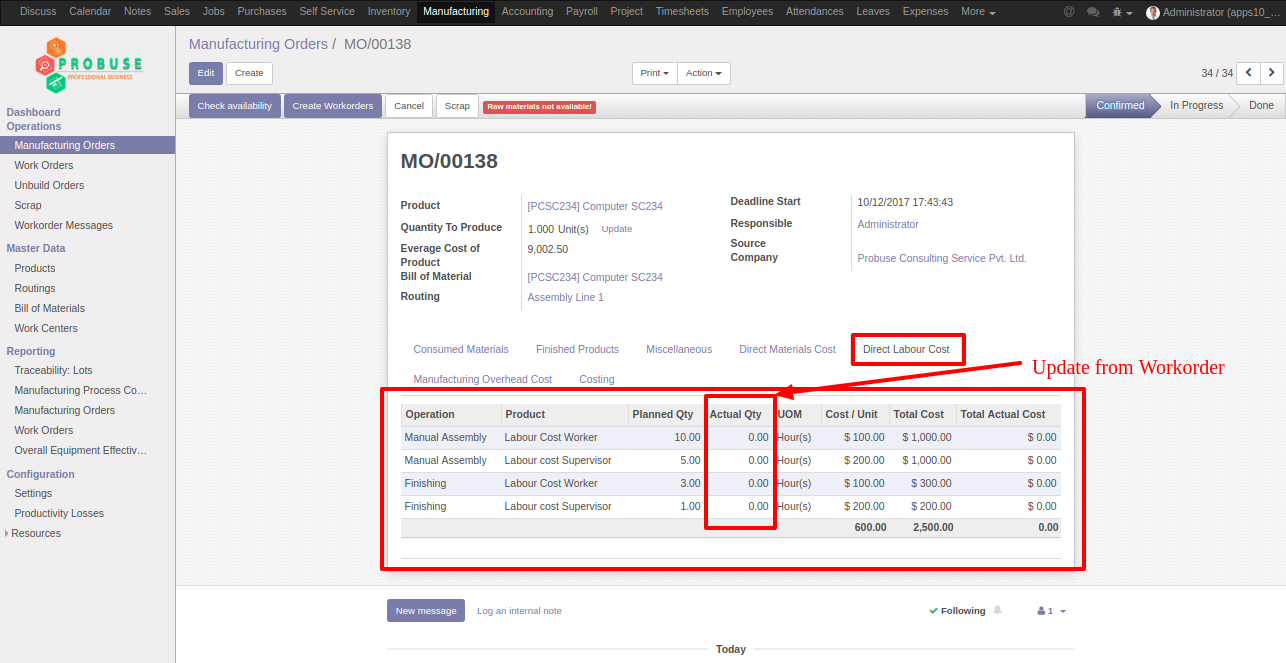 Discuss Calendar Notes Sales Jobs Purchases Self Service Inventory Manufacturing Accounting Payroll Project Timesheets Employees Attendances Leaves Expenses More @ Administrator (apps10_...
PROBUSE
PROFESSIONAL BUSINESS
Dashboard
Operations
Manufacturing Orders
Work Orders
Unbuild Orders
Scrap
Workorder Messages
Master Data
Products
Routings
Bill of Materials
Work Centers
Reporting
Traceability: Lots
Manufacturing Process Co...
Manufacturing Orders
Work Orders
Overall Equipment Effectiv...
Configuration
Settings
Productivity Losses
Resources
Manufacturing Orders / MO/00138
Edit Create Print Action 34 / 34
Check availability Create Workorders Cancel Scrap Raw materials not available! Confirmed In Progress Done
MO/00138
Product [PCSC234] Computer SC234
Quantity To Produce 1.000 Unit(s) Update
Everage Cost of Product 9,002.50
Bill of Material [PCSC234] Computer SC234
Routing Assembly Line 1
Deadline Start 10/12/2017 17:43:43
Responsible Administrator
Source
Company Probuse Consulting Service Pvt. Ltd.
Consumed Materials Finished Products Miscellaneous Direct Materials Cost Direct Labour Cost
Update from Workorder
Manufacturing Overhead Cost Costing
Operation Product Planned Qty Actual Qty UOM Cost / Unit Total Cost Total Actual Cost
Manual Assembly Labour Cost Worker 10.00 0.00 Hour(s) $ 100.00 $ 1,000.00 $ 0.00
Manual Assembly Labour cost Supervisor 5.00 0.00 Hour(s) $ 200.00 $ 1,000.00 $ 0.00
Finishing Labour Cost Worker 3.00 0.00 Hour(s) $ 100.00 $ 300.00 $ 0.00
Finishing Labour cost Supervisor 1.00 0.00 Hour(s) $ 200.00 $ 200.00 $ 0.00
600.00 2,500.00 0.00
New message Log an internal note Following 1
Today